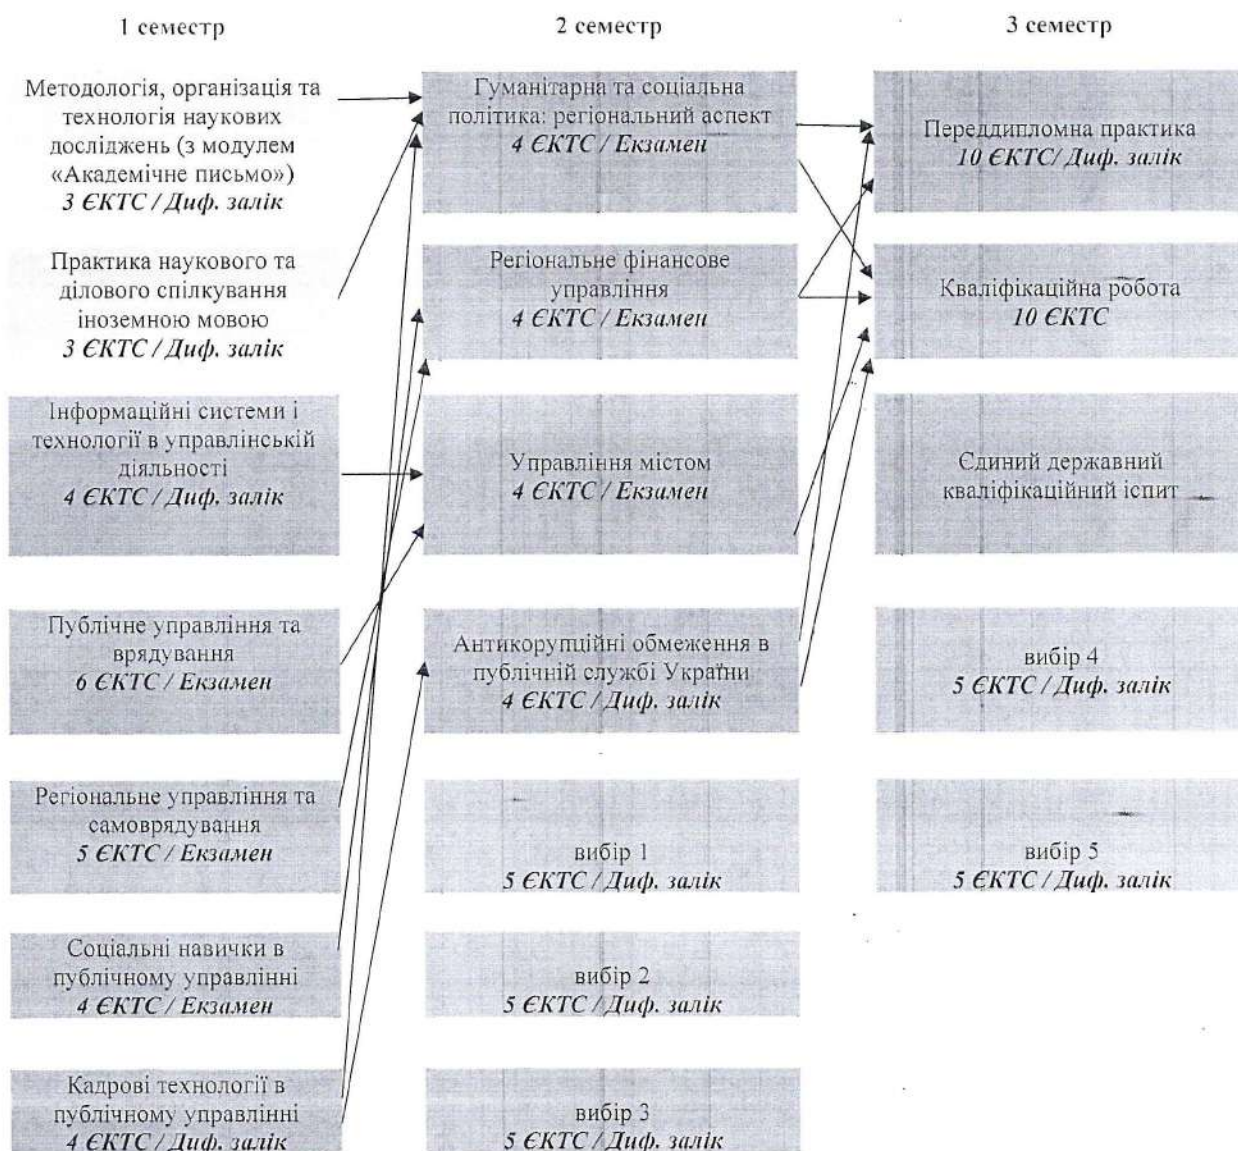 1 семестр
2 семестр
3 семестр
Методологія, організація та
технологія наукових
досліджень (з модулем
«Академічне письмо»)
3 ЄКТС / Диф. залік
Практика наукового та
ділового спілкування
іноземною мовою
3 ЄКТС / Диф. залік
Інформаційні системи і
технології в управлінській
діяльності
4 ЄКТС / Диф. залік
Публічне управління та
врядування
6 ЄКТС / Екзамен
Регіональне управління та
самоврядування
5 ЄКТС / Екзамен
Соціальні навички в
публічному управлінні
4 ЄКТС / Екзамен
Кадрові технології в
публічному управлінні
4 ЄКТС / Диф. залік
Гуманітарна та соціальна
політика: регіональний аспект
4 ЄКТС / Екзамен
Регіональне фінансове
управління
4 ЄКТС / Екзамен
Управління містом
4 ЄКТС / Екзамен
Антикорупційні обмеження в
публічній службі України
4 ЄКТС / Диф. залік
вибір 1
5 ЄКТС / Диф. залік
вибір 2
5 ЄКТС / Диф. залік
вибір 3
5 ЄКТС / Диф. залік
Переддипломна практика
10 ЄКТС/ Диф. залік
Кваліфікаційна робота
10 ЄКТС
Єдиний державний
кваліфікаційний іспит
вибір 4
5 ЄКТС / Диф. залік
вибір 5
5 ЄКТС / Диф. залік